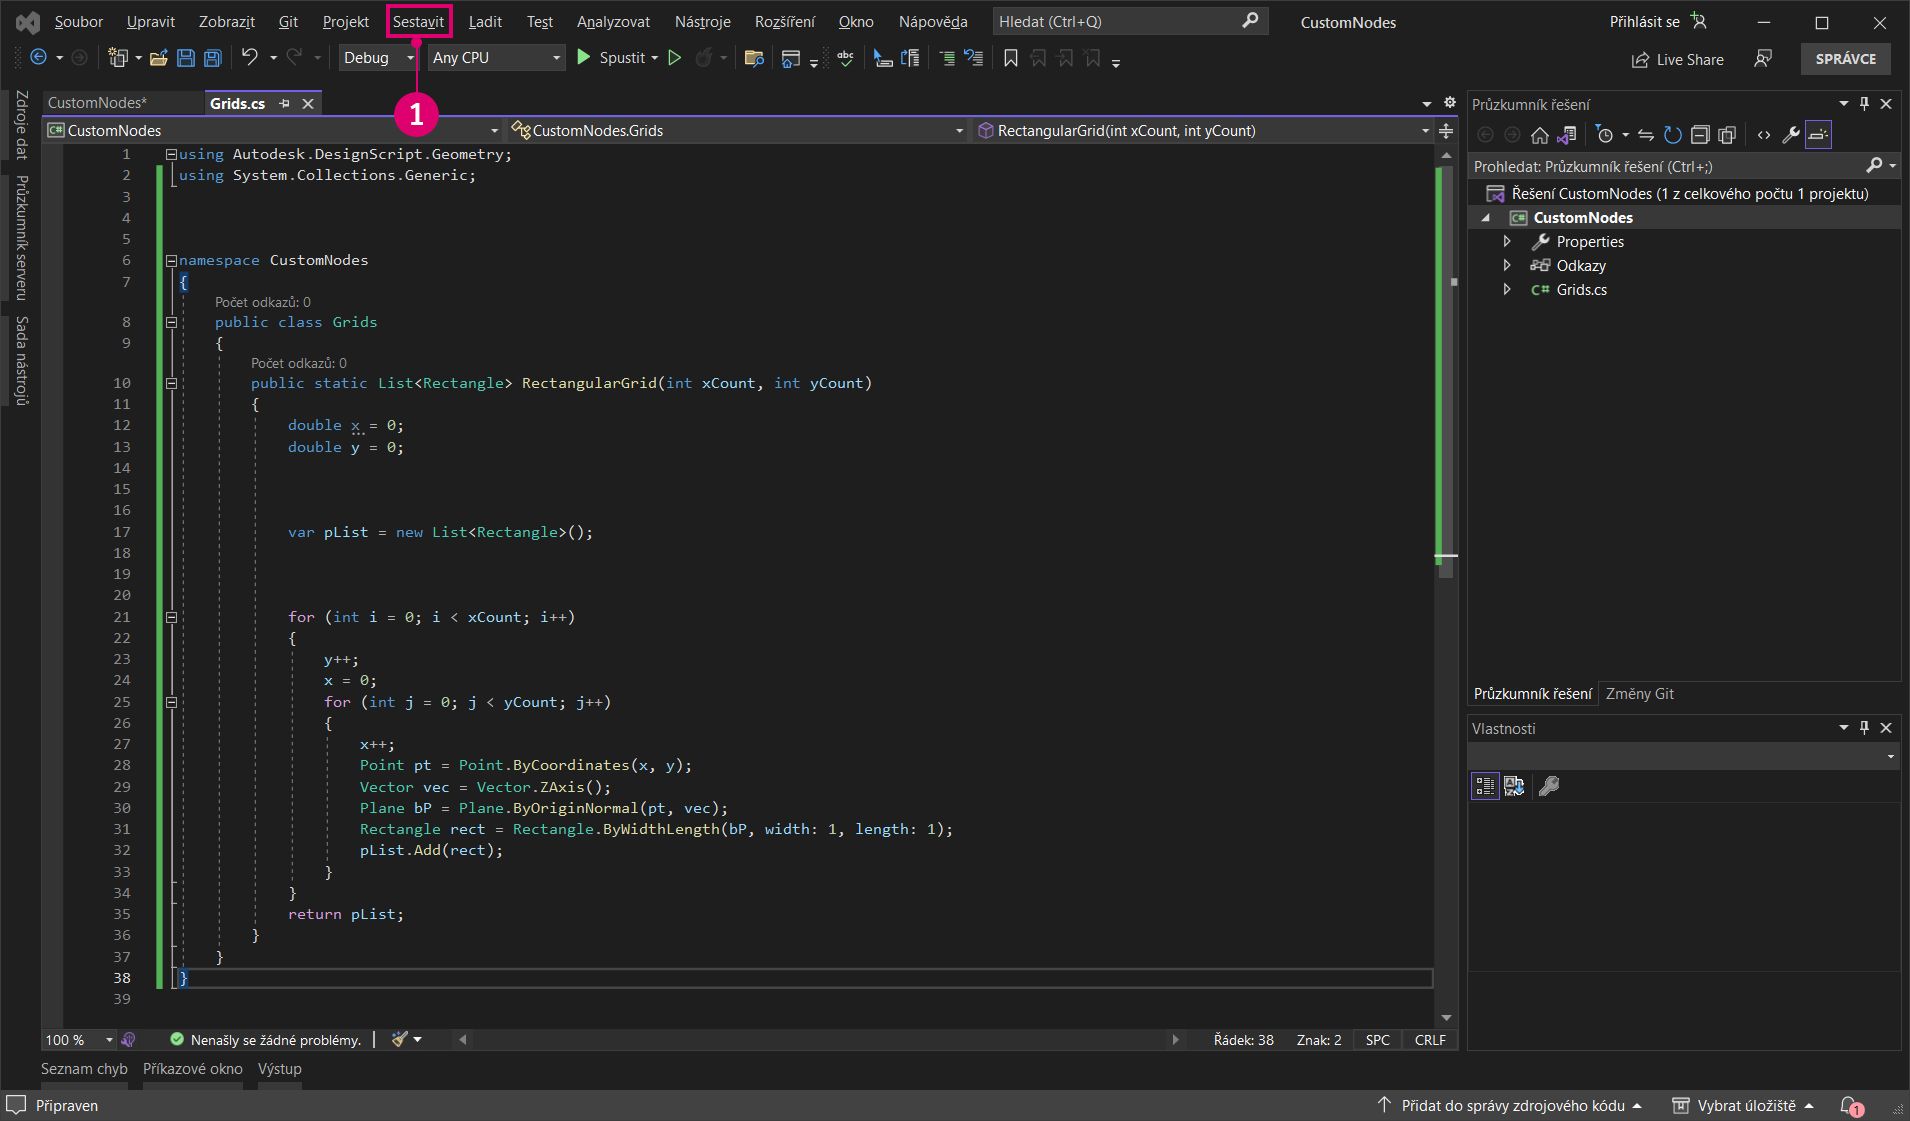 Soubor Upravit Zobrazit Git Projekt Sestavit Ladit Test Analyzovat Nástroje Rozšíření Okno Nápověda Hledat (Ctrl+Q) CustomNodes Přihlásit se
Debug Any CPU Spustit abc Live Share SPRÁVCE
1
Zdroje dat
Průzkumník serveru
Sada nástrojů
CustomNodes* Grids.cs
C# CustomNodes CustomNodes.Grids RectangularGrid(int xCount, int yCount)
1 using Autodesk.DesignScript.Geometry;
2 using System.Collections.Generic;
3
4
5
6 namespace CustomNodes
7 {
Počet odkazů: 0
8 public class Grids
9 {
Počet odkazů: 0
10 public static List<Rectangle> RectangularGrid(int xCount, int yCount)
11 {
12 double x = 0;
13 double y = 0;
14
15
16
17 var pList = new List<Rectangle>();
18
19
20
21 for (int i = 0; i < xCount; i++)
22 {
23 y++;
24 x = 0;
25 for (int j = 0; j < yCount; j++)
26 {
27 x++;
28 Point pt = Point.ByCoordinates(x, y);
29 Vector vec = Vector.ZAxis();
30 Plane bP = Plane.ByOriginNormal(pt, vec);
31 Rectangle rect = Rectangle.ByWidthLength(bP, width: 1, length: 1);
32 pList.Add(rect);
33 }
34 }
35 return pList;
36 }
37 }
38 }
39
100 % Nenašly se žádné problémy. Řádek: 38 Znak: 2 SPC CRLF
Seznam chyb Příkazové okno Výstup
Průzkumník řešení
Prohledat: Průzkumník řešení (Ctrl+;)
Řešení CustomNodes (1 z celkového počtu 1 projektu)
C# CustomNodes
Properties
Odkazy
C# Grids.cs
Průzkumník řešení Změny Git
Vlastnosti
Připraven Přidat do správy zdrojového kódu Vybrat úložiště 1